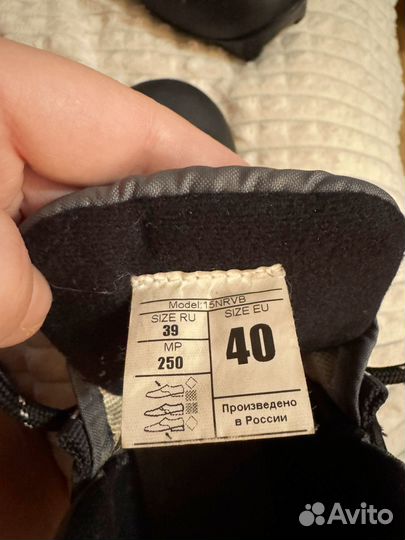 Model:15NRVB
SIZE RU
39
MP
250
SIZE EU
40
Произведено
в России
Avito